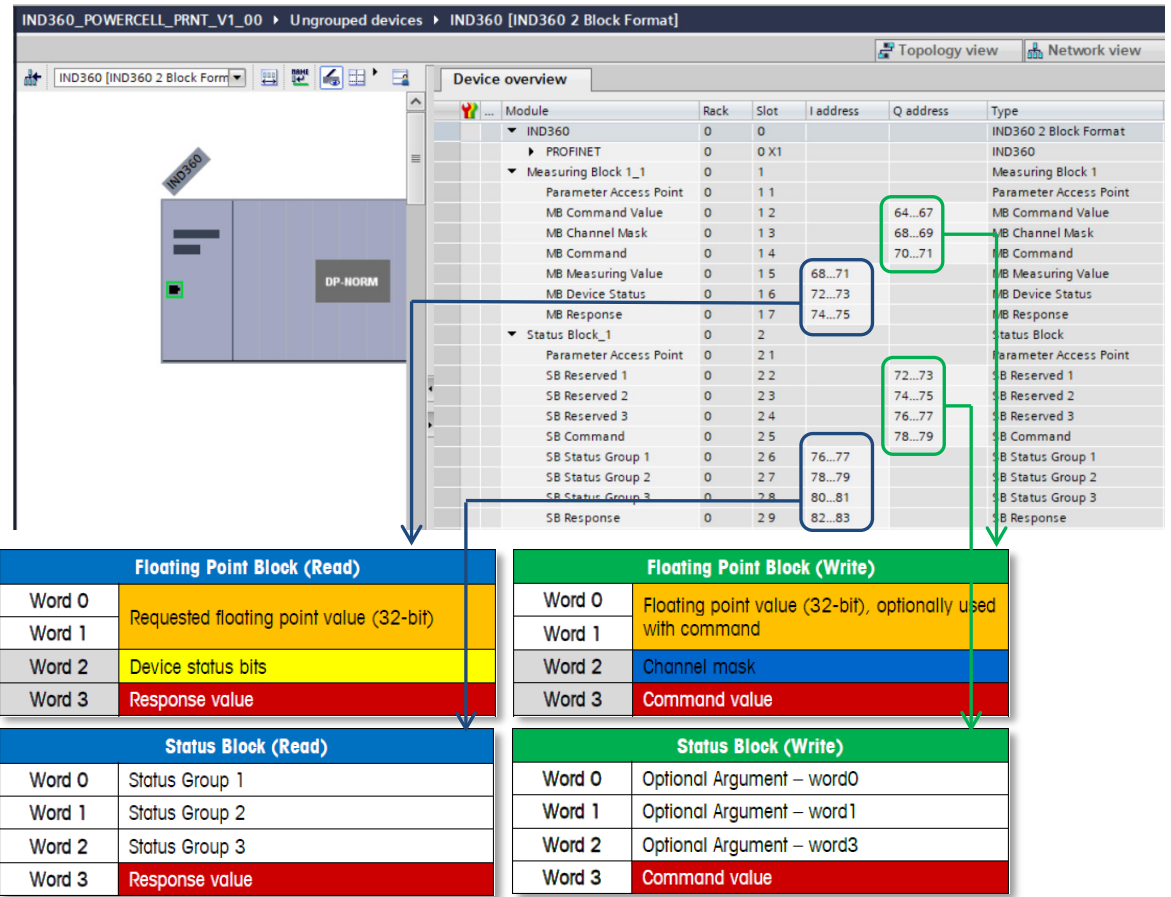 IND360_POWERCELL_PRNT_V1_00 ▸ Ungrouped devices ▸ IND360 [IND360 2 Block Format]
Topology view Network view
IND360 [IND360 2 Block Form
Device overview
... Module Rack Slot I address Q address Type
IND360 0 0 IND360 2 Block Format
PROFINET 0 0 X1 IND360
Measuring Block 1_1 0 1 Measuring Block 1
Parameter Access Point 0 1 1 Parameter Access Point
MB Command Value 0 1 2 64...67 MB Command Value
MB Channel Mask 0 1 3 68...69 MB Channel Mask
MB Command 0 1 4 70...71 MB Command
MB Measuring Value 0 1 5 68...71 MB Measuring Value
MB Device Status 0 1 6 72...73 MB Device Status
MB Response 0 1 7 74...75 MB Response
Status Block_1 0 2 Status Block
Parameter Access Point 0 2 1 Parameter Access Point
SB Reserved 1 0 2 2 72...73 SB Reserved 1
SB Reserved 2 0 2 3 74...75 SB Reserved 2
SB Reserved 3 0 2 4 76...77 SB Reserved 3
SB Command 0 2 5 78...79 SB Command
SB Status Group 1 0 2 6 76...77 SB Status Group 1
SB Status Group 2 0 2 7 78...79 SB Status Group 2
SB Status Group 3 0 2 8 80...81 SB Status Group 3
SB Response 0 2 9 82...83 SB Response
IND360
DP-NORM
Floating Point Block (Read)
Word 0 Requested floating point value (32-bit)
Word 1
Word 2 Device status bits
Word 3 Response value
Floating Point Block (Write)
Word 0 Floating point value (32-bit), optionally used
Word 1 with command
Word 2 Channel mask
Word 3 Command value
Status Block (Read)
Word 0 Status Group 1
Word 1 Status Group 2
Word 2 Status Group 3
Word 3 Response value
Status Block (Write)
Word 0 Optional Argument – word0
Word 1 Optional Argument – word1
Word 2 Optional Argument – word3
Word 3 Command value